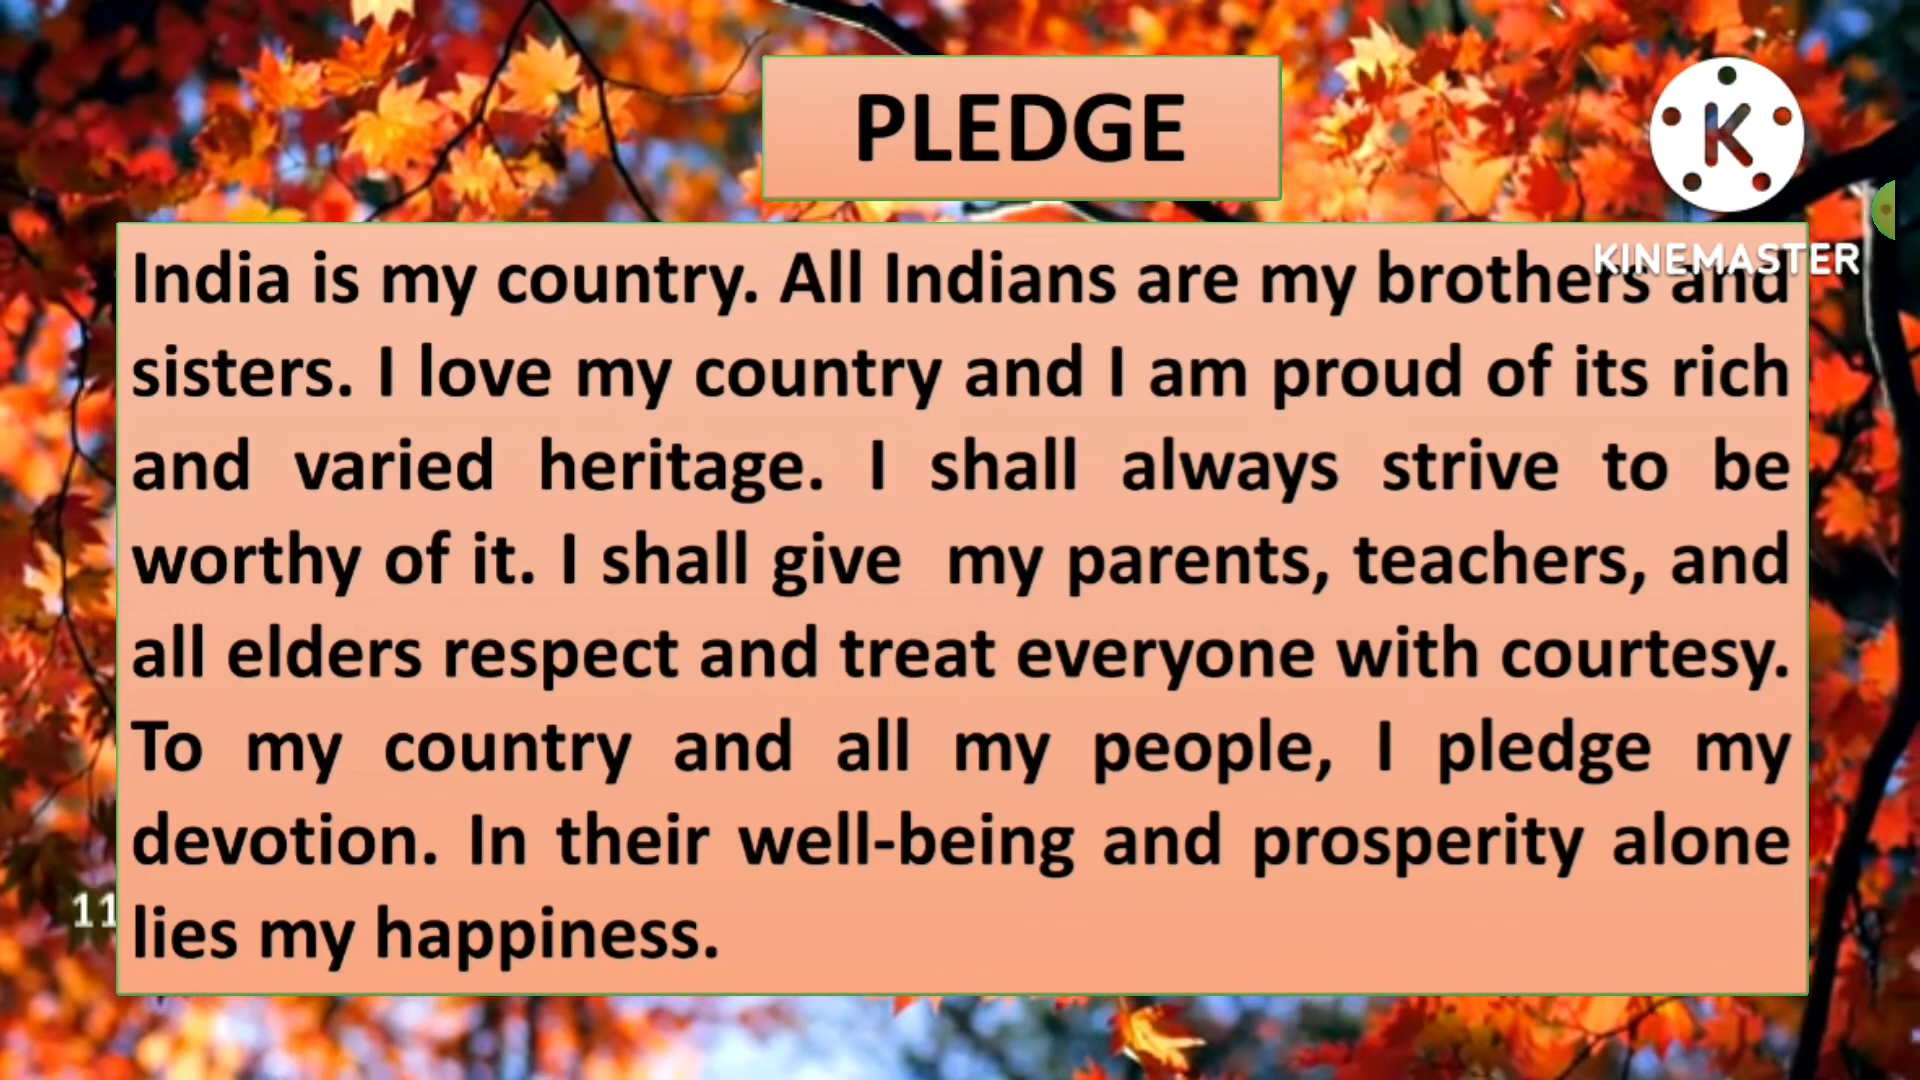 PLEDGE
K
KINEMASTER
India is my country. All Indians are my brothers and
sisters. I love my country and I am proud of its rich
and varied heritage. I shall always strive to be
worthy of it. I shall give my parents, teachers, and
all elders respect and treat everyone with courtesy.
To my country and all my people, I pledge my
devotion. In their well-being and prosperity alone
lies my happiness.
11